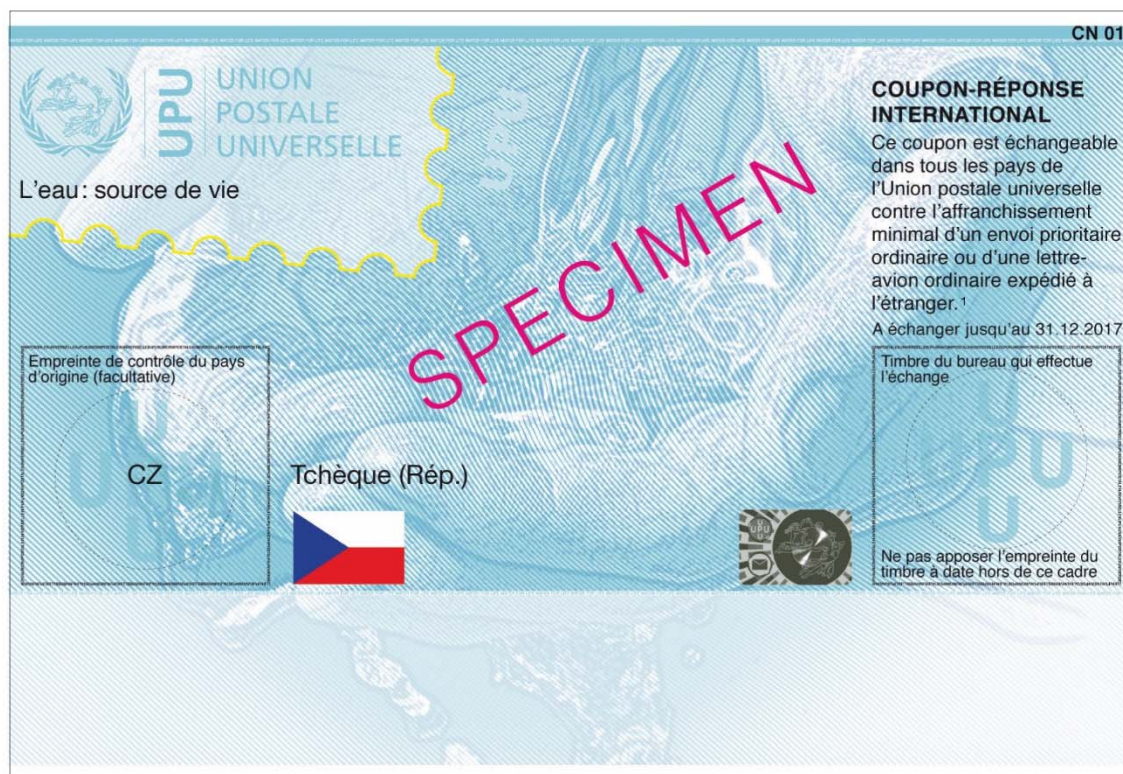 CN 01
UPU
UNION
POSTALE
UNIVERSELLE
L'eau : source de vie
UPU
SPECIMEN
COUPON-RÉPONSE
INTERNATIONAL
Ce coupon est échangeable
dans tous les pays de
l'Union postale universelle
contre l'affranchissement
minimal d'un envoi prioritaire
ordinaire ou d'une lettre-
avion ordinaire expédié à
l'étranger.¹
A échanger jusqu'au 31.12.2017
Empreinte de contrôle du pays
d'origine (facultative)
CZ
Tchèque (Rép.)
UPU
Timbre du bureau qui effectue
l'échange
UPU
Ne pas apposer l'empreinte du
timbre à date hors de ce cadre